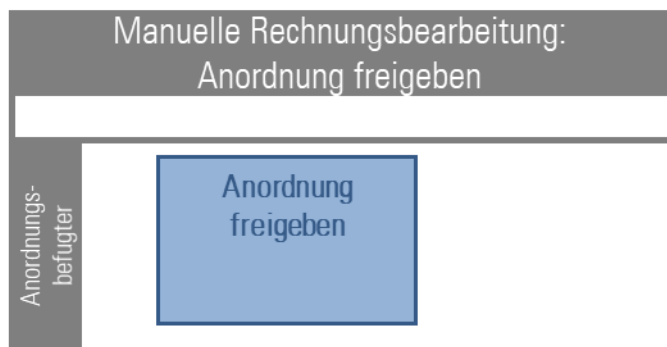 Manuelle Rechnungsbearbeitung:
Anordnung freigeben
Anordnungs-
befugter
Anordnung
freigeben